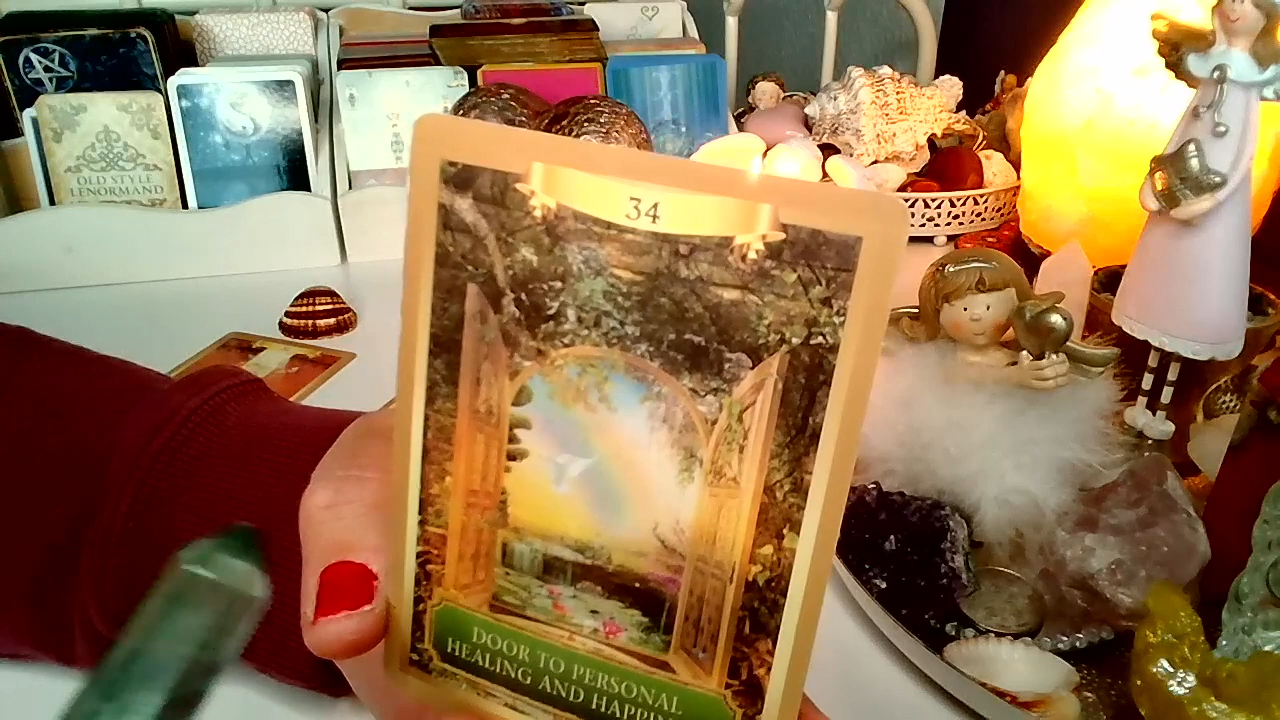 OLD STYLE
LENORMAND
34
DOOR TO PERSONAL
HEALING AND